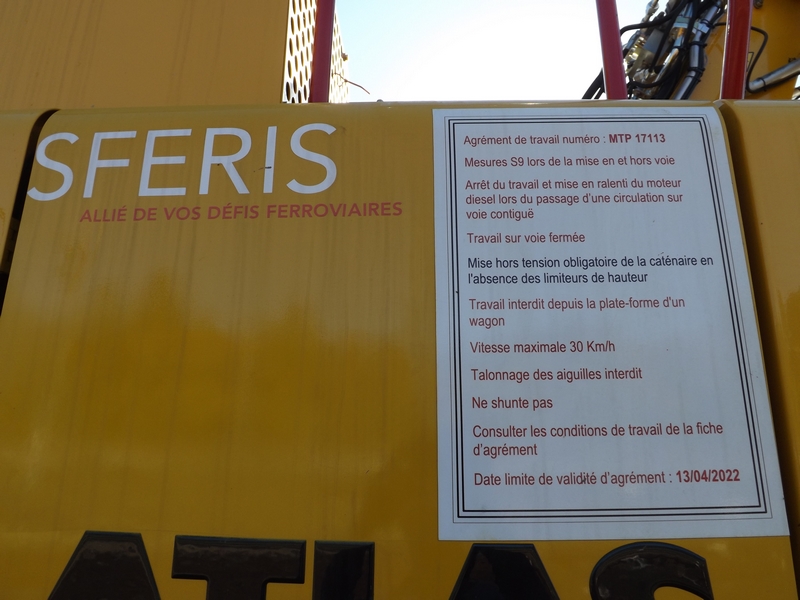 SFERIS
ALLIÉ DE VOS DÉFIS FERROVIAIRES
Agrément de travail numéro : MTP 17113
Mesures S9 lors de la mise en et hors voie
Arrêt du travail et mise en ralenti du moteur
diesel lors du passage d'une circulation sur
voie contiguë
Travail sur voie fermée
Mise hors tension obligatoire de la caténaire en
l'absence des limiteurs de hauteur
Travail interdit depuis la plate-forme d'un
wagon
Vitesse maximale 30 Km/h
Talonnage des aiguilles interdit
Ne shunte pas
Consulter les conditions de travail de la fiche
d'agrément
Date limite de validité d'agrément : 13/04/2022
ATLAS